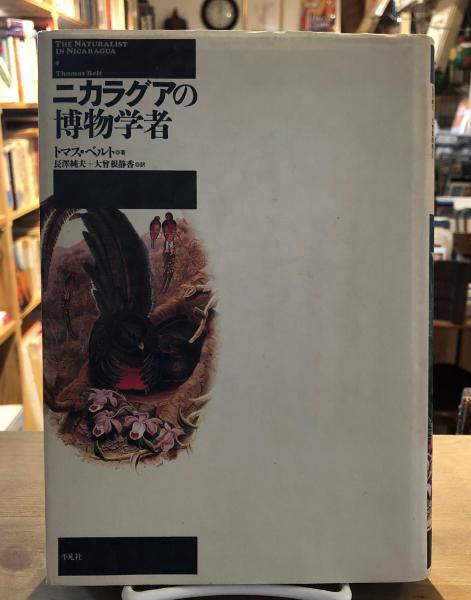 THE NATURALIST
IN NICARAGUA
Thomas Belt
ニカラグアの
博物学者
トマス・ベルト◎著
長澤純夫+大曾根静香◎訳
平凡社